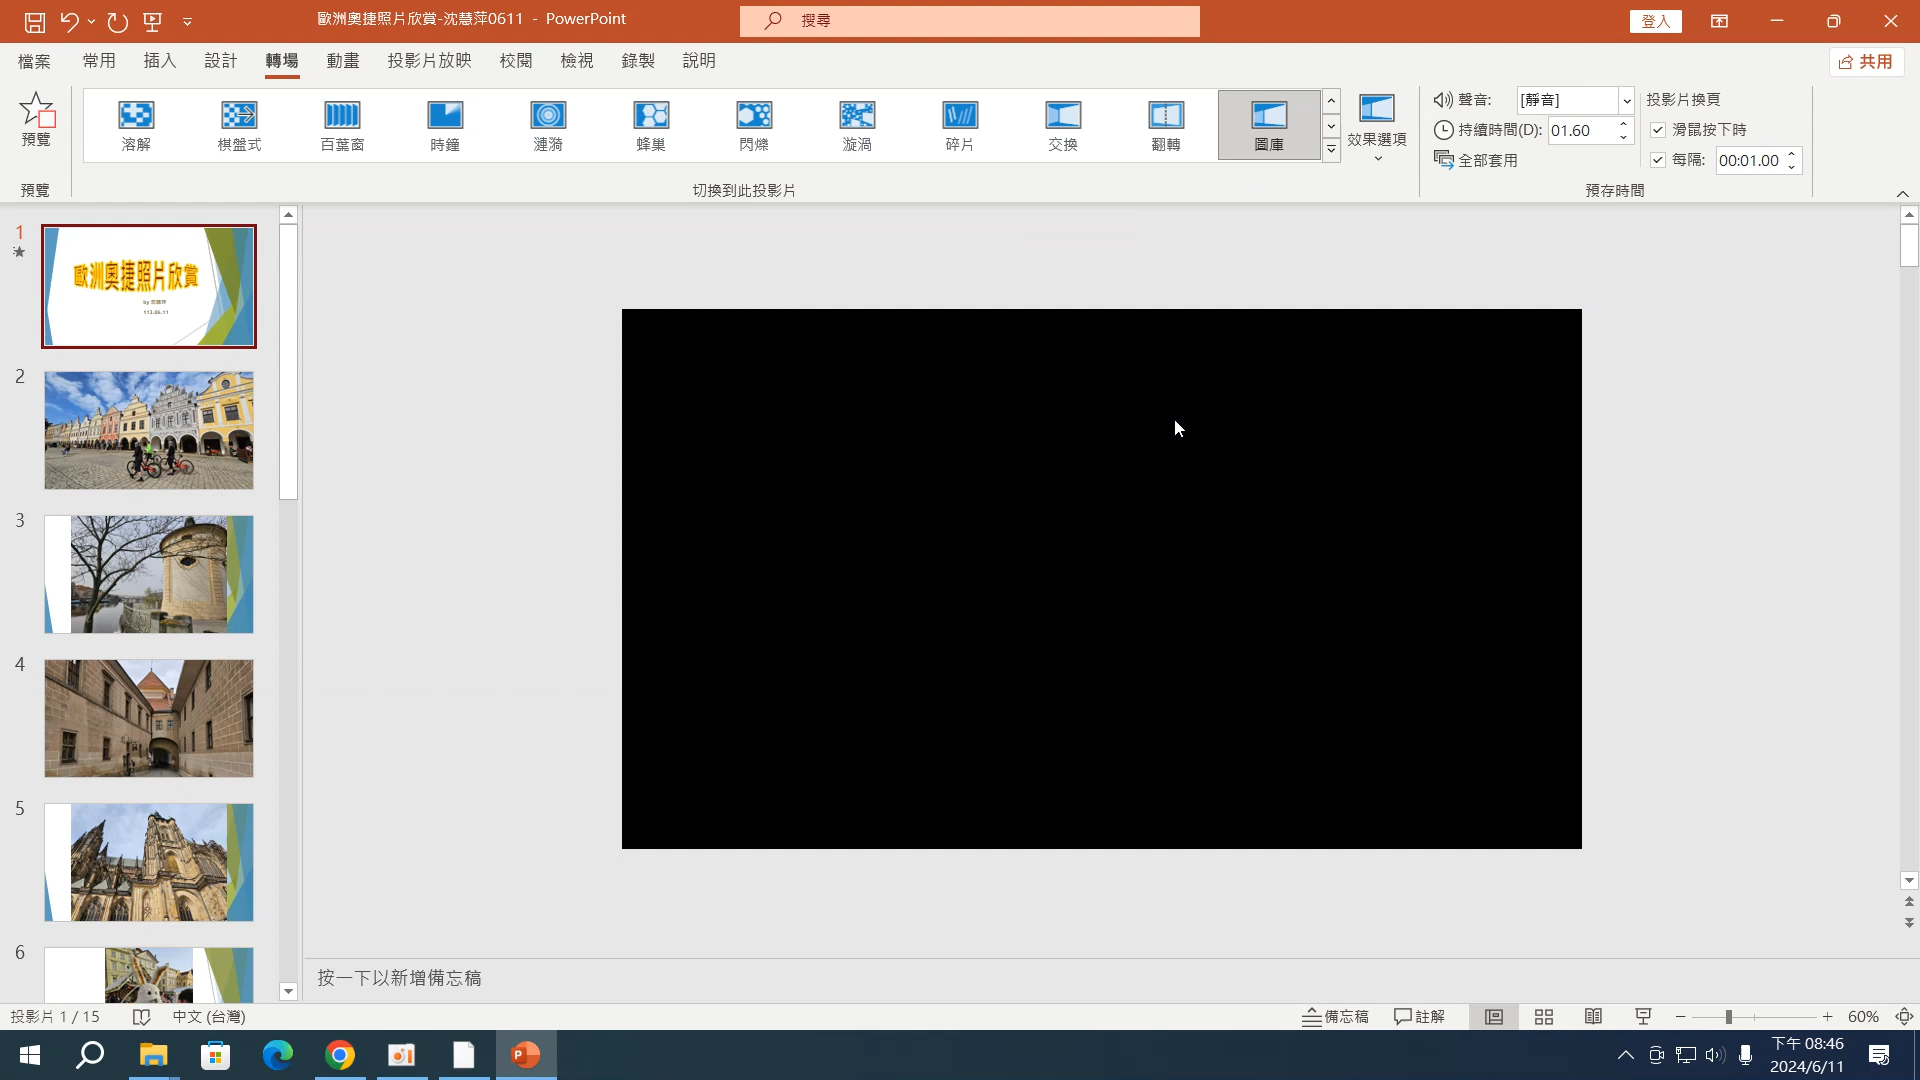 歐洲奧捷照片欣賞-沈慧萍0611 - PowerPoint
搜尋
登入
檔案 常用 插入 設計 轉場 動畫 投影片放映 校閱 檢視 錄製 說明
共用
預覽
溶解 棋盤式 百葉窗 時鐘 漣漪 蜂巢 閃爍 漩渦 碎片 交換 翻轉 圖庫
效果選項
聲音: [靜音]
持續時間(D): 01.60
全部套用
投影片換頁
滑鼠按下時
每隔: 00:01.00
預覽
切換到此投影片
預存時間
1
歐洲奧捷照片欣賞
by 沈慧萍
113.06.11
2
3
4
5
6
按一下以新增備忘稿
投影片 1 / 15 中文 (台灣)
備忘稿 註解 60%
下午 08:46
2024/6/11